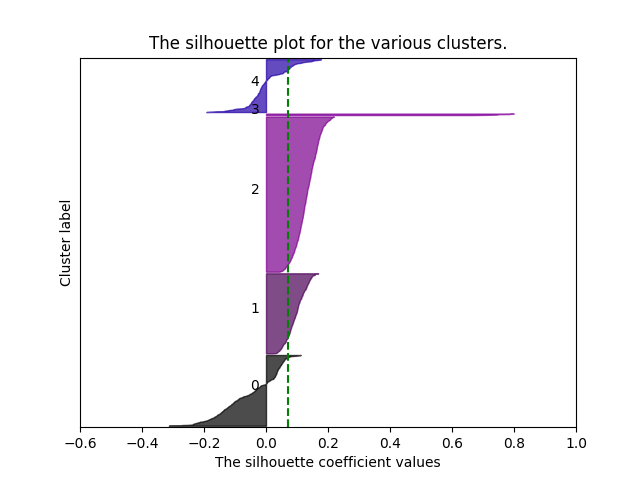 The silhouette plot for the various clusters.
4
3
2
1
0
Cluster label
−0.6 −0.4 −0.2 0.0 0.2 0.4 0.6 0.8 1.0
The silhouette coefficient values